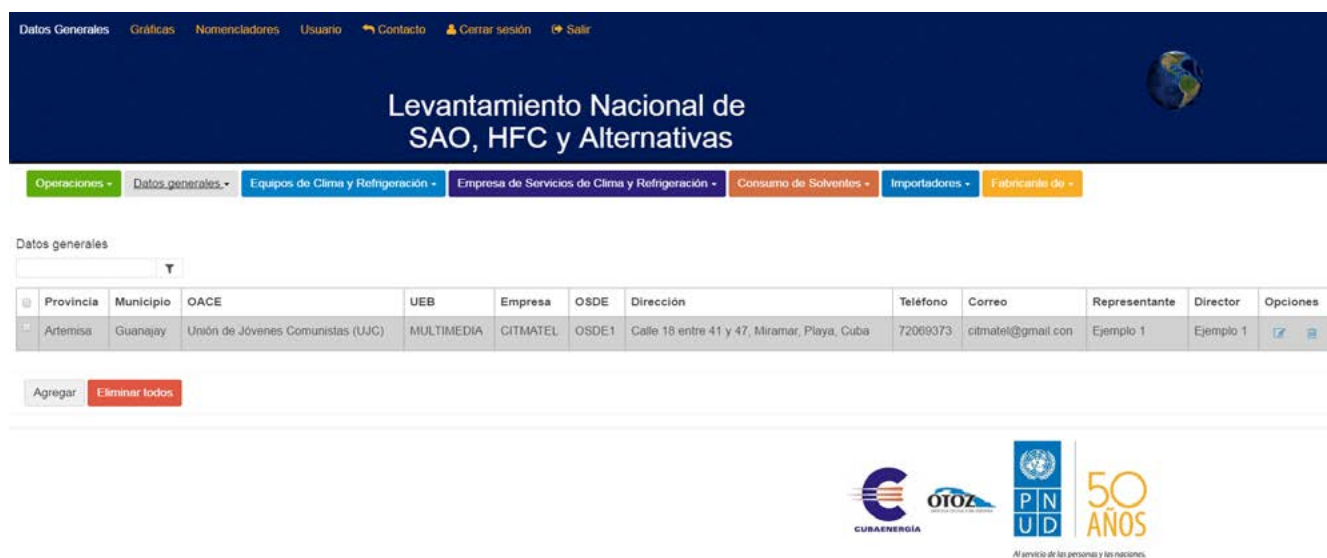 Datos Generales Gráficas Nomencladores Usuario Contacto Cerrar sesión Salir
Levantamiento Nacional de
SAO, HFC y Alternativas
Operaciones Datos generales Equipos de Clima y Refrigeración Empresa de Servicios de Clima y Refrigeración Consumo de Solventes Importadores Fabricante de
Datos generales
Provincia Municipio OACE UEB Empresa OSDE Dirección Teléfono Correo Representante Director Opciones
Artemisa Guanajay Unión de Jóvenes Comunistas (UJC) MULTIMEDIA CITMATEL OSDE1 Calle 18 entre 41 y 47, Miramar, Playa, Cuba 72069373 citmatel@gmail.con Ejemplo 1 Ejemplo 1
Agregar Eliminar todos
CUBAENERGÍA
OTOZ
PN
UD
50
AÑOS
Al servicio de las personas y las naciones.